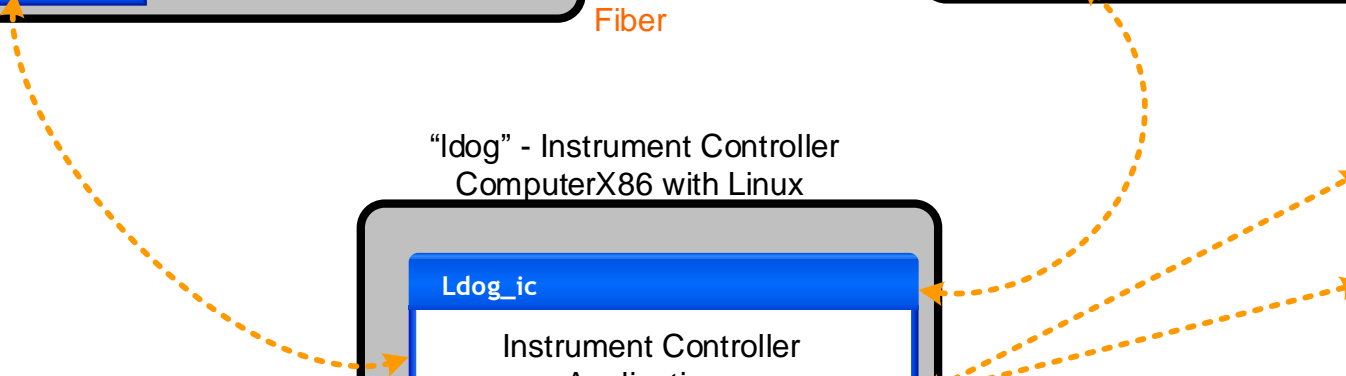 Fiber
“ldog” - Instrument Controller
ComputerX86 with Linux
Ldog_ic
Instrument Controller